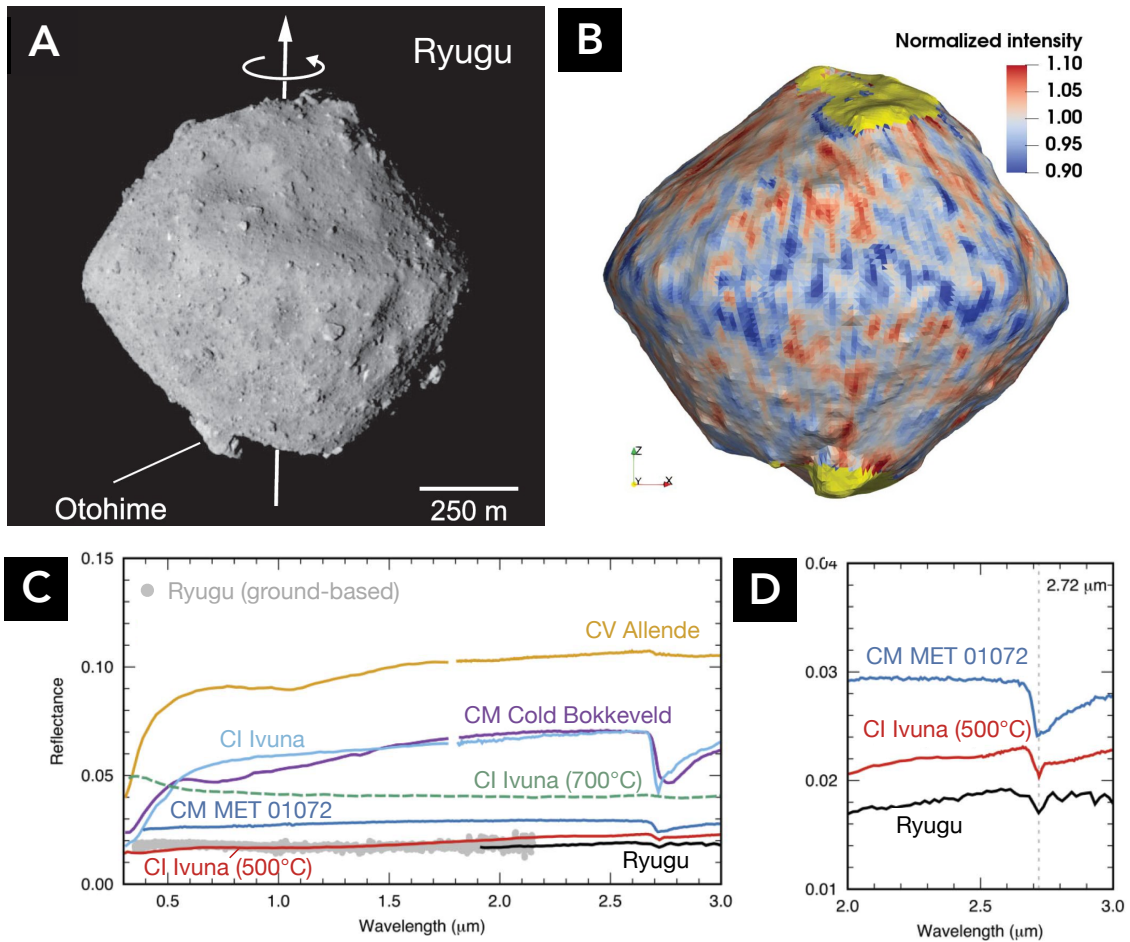 A
Ryugu
Otohime
250 m
B
Normalized intensity
1.10
1.05
1.00
0.95
0.90
Z
Y
X
C
0.15
0.10
0.05
0.00
Reflectance
Ryugu (ground-based)
CV Allende
CM Cold Bokkeveld
CI Ivuna
CI Ivuna (700°C)
CM MET 01072
CI Ivuna (500°C)
Ryugu
0.5
1.0
1.5
2.0
2.5
3.0
Wavelength (μm)
D
0.04
0.03
0.02
0.01
2.72 μm
CM MET 01072
CI Ivuna (500°C)
Ryugu
2.0
2.5
3.0
Wavelength (μm)